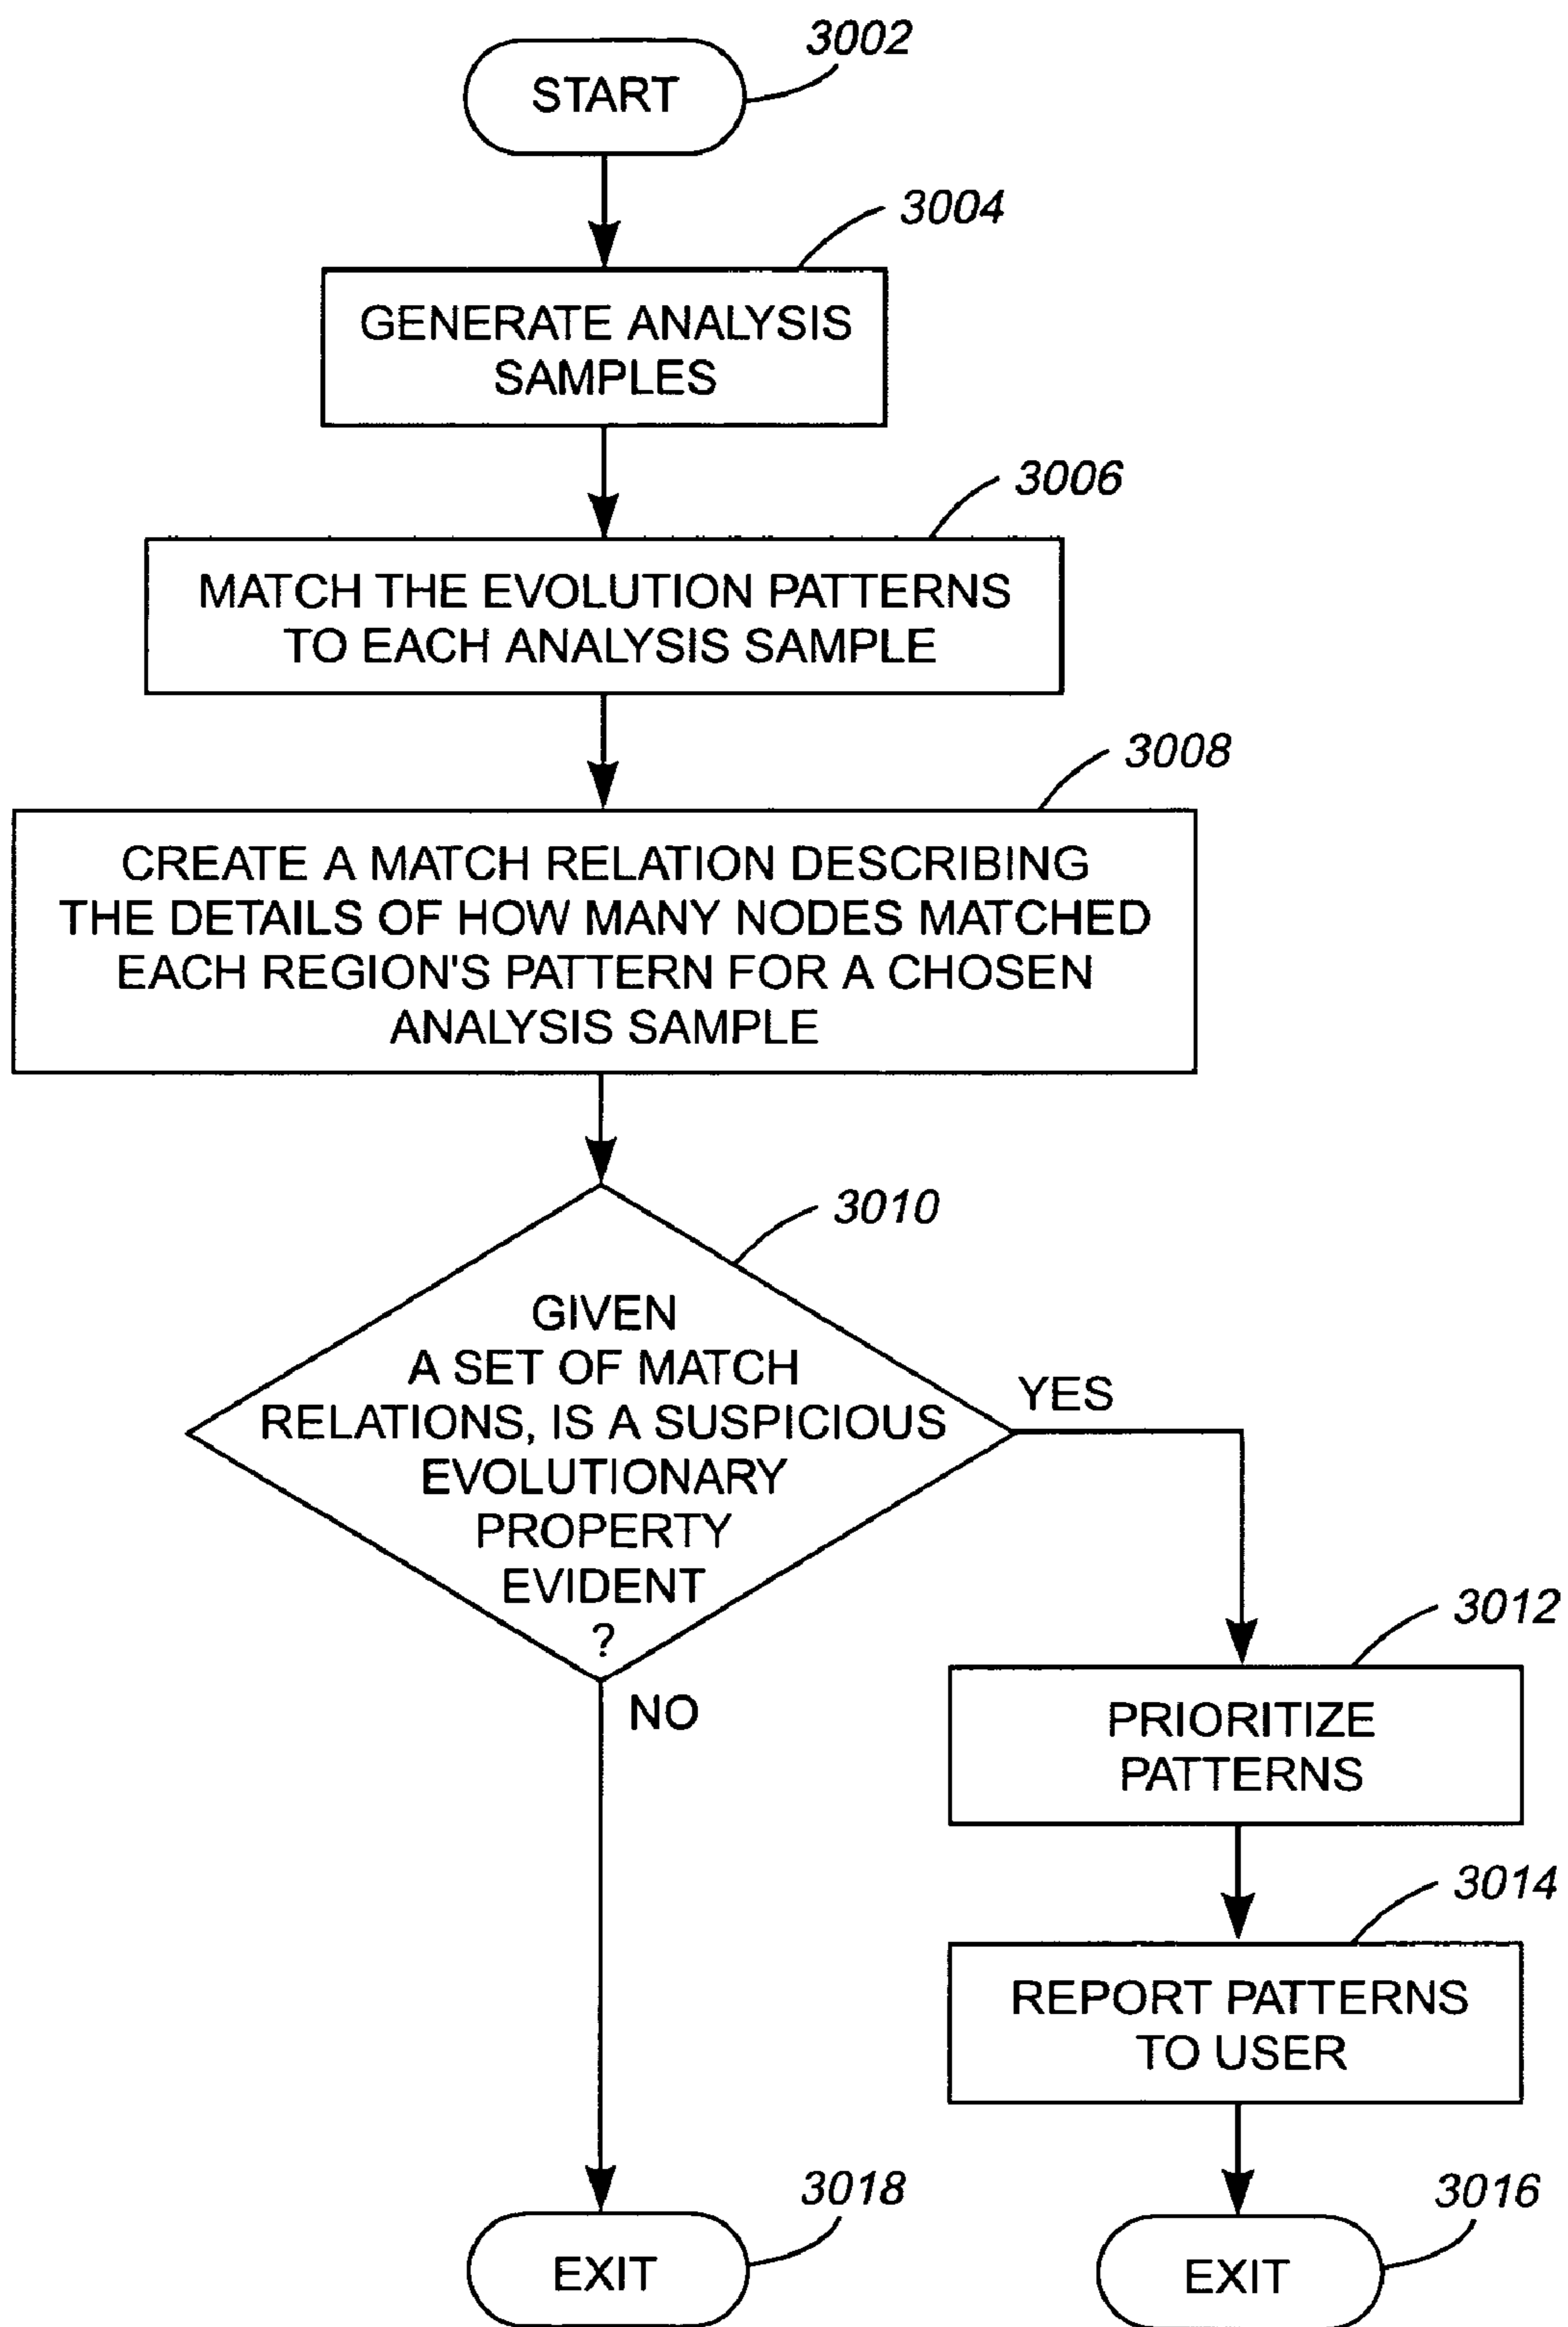 3002
START
3004
GENERATE ANALYSIS
SAMPLES
3006
MATCH THE EVOLUTION PATTERNS
TO EACH ANALYSIS SAMPLE
3008
CREATE A MATCH RELATION DESCRIBING
THE DETAILS OF HOW MANY NODES MATCHED
EACH REGION'S PATTERN FOR A CHOSEN
ANALYSIS SAMPLE
3010
GIVEN
A SET OF MATCH
RELATIONS, IS A SUSPICIOUS
EVOLUTIONARY
PROPERTY
EVIDENT
?
YES
NO
3012
PRIORITIZE
PATTERNS
3014
REPORT PATTERNS
TO USER
3018
EXIT
3016
EXIT